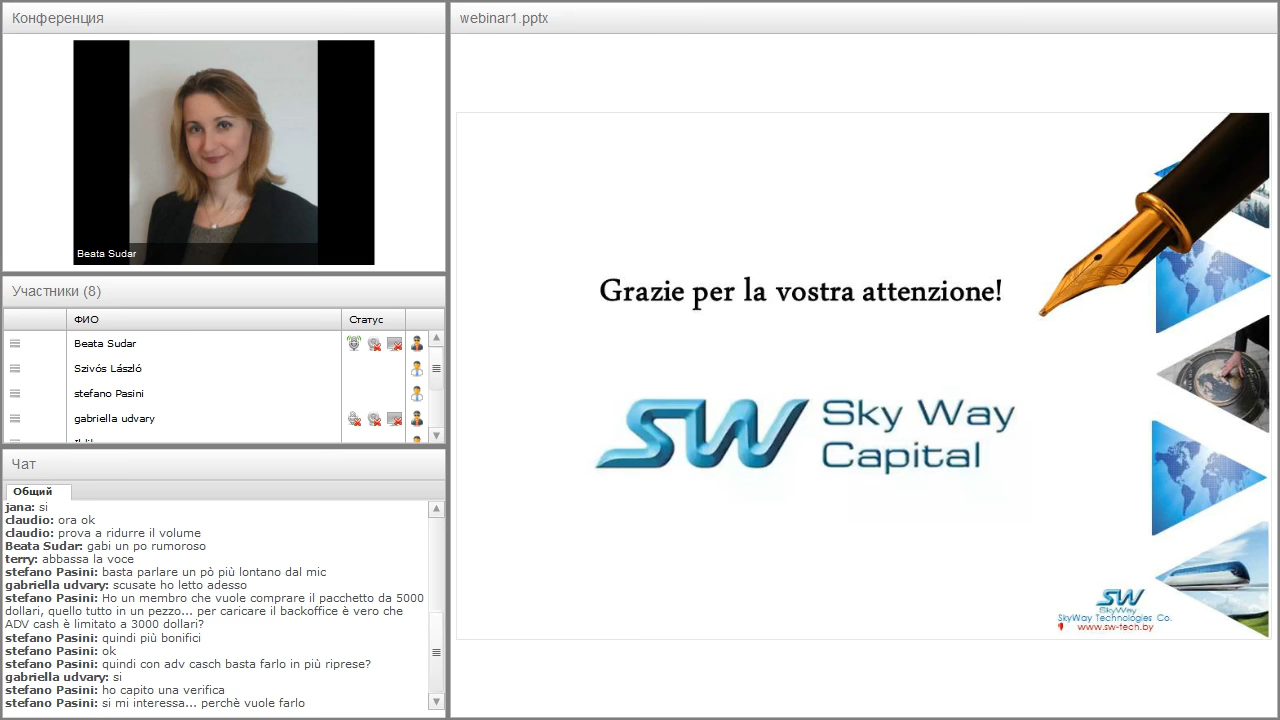 Конференция
Beata Sudar
Участники (8)
ФИО
Статус
Beata Sudar
Szivós László
stefano Pasini
gabriella udvary
Чат
Общий
jana: si
claudio: ora ok
claudio: prova a ridurre il volume
Beata Sudar: gabi un po rumoroso
terry: abbassa la voce
stefano Pasini: basta parlare un pò più lontano dal mic
gabriella udvary: scusate ho letto adesso
stefano Pasini: Ho un membro che vuole comprare il pacchetto da 5000
dollari, quello tutto in un pezzo... per caricare il backoffice è vero che
ADV cash è limitato a 3000 dollari?
stefano Pasini: quindi più bonifici
stefano Pasini: ok
stefano Pasini: quindi con adv casch basta farlo in più riprese?
gabriella udvary: si
stefano Pasini: ho capito una verifica
stefano Pasini: si mi interessa... perchè vuole farlo
webinar1.pptx
Grazie per la vostra attenzione!
SW Sky Way
Capital
SW
SkyWay
SkyWay Technologies Co.
www.sw-tech.by